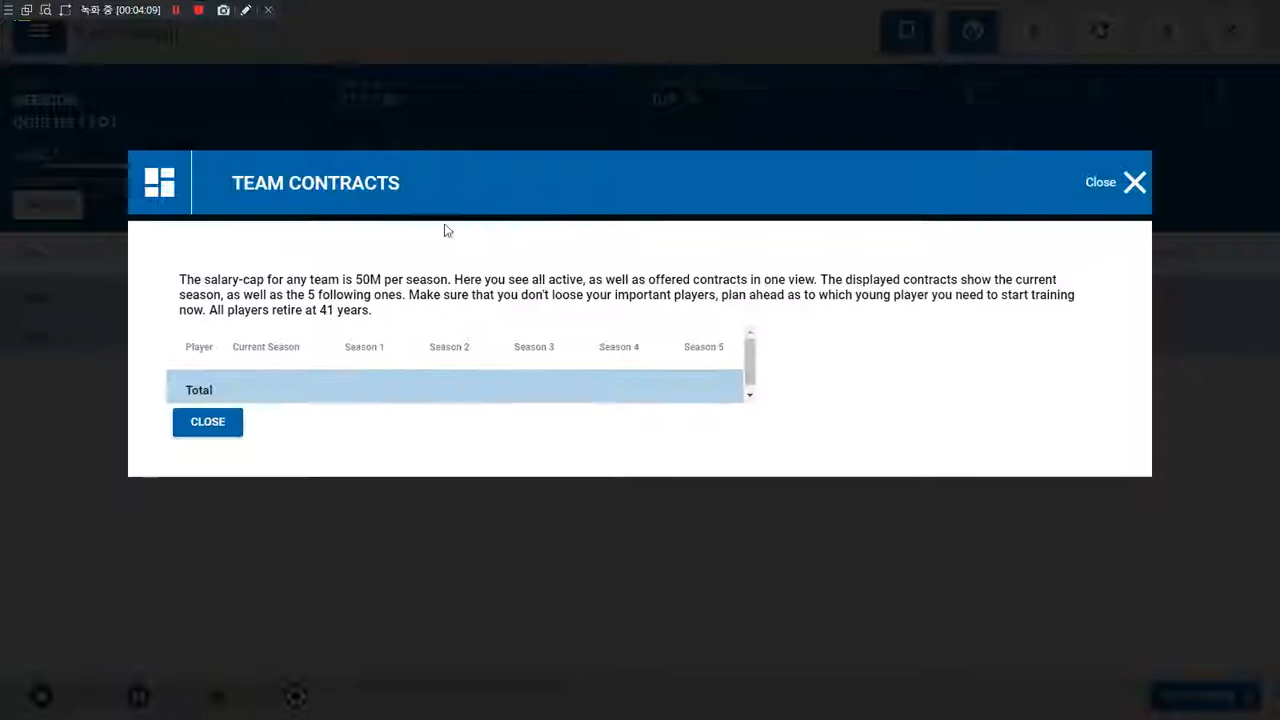 녹화 중 [00:04:09]
TEAM CONTRACTS
Close
The salary-cap for any team is 50M per season. Here you see all active, as well as offered contracts in one view. The displayed contracts show the current
season, as well as the 5 following ones. Make sure that you don't loose your important players, plan ahead as to which young player you need to start training
now. All players retire at 41 years.
Player Current Season Season 1 Season 2 Season 3 Season 4 Season 5
Total
CLOSE